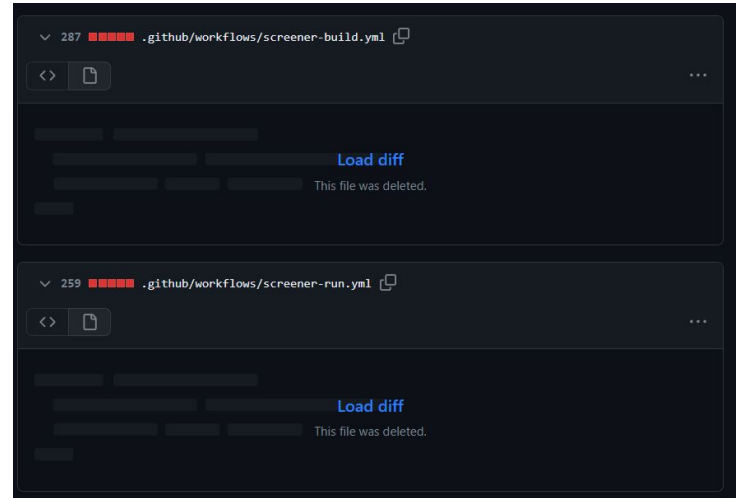 287 .github/workflows/screener-build.yml
Load diff
This file was deleted.
259 .github/workflows/screener-run.yml
Load diff
This file was deleted.